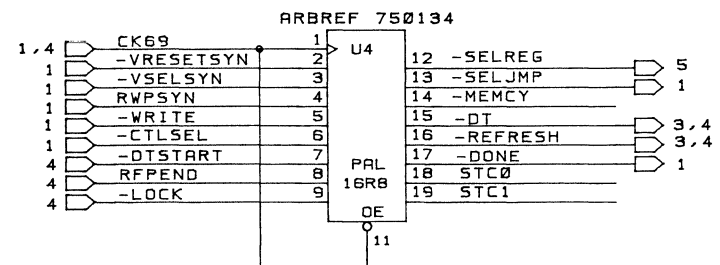 ARBREF 750134
1,4 CK69 1 U4
1 -VRESETSYN 2 12 -SELREG 5
1 -VSELSYN 3 13 -SELJMP 1
1 RWPSYN 4 14 -MEMCY
1 -WRITE 5 15 -DT 3,4
1 -CTLSEL 6 16 -REFRESH 3,4
4 -DTSTART 7 PAL 17 -DONE 1
4 RFPEND 8 16R8 18 STC0
4 -LOCK 9 19 STC1
OE
11